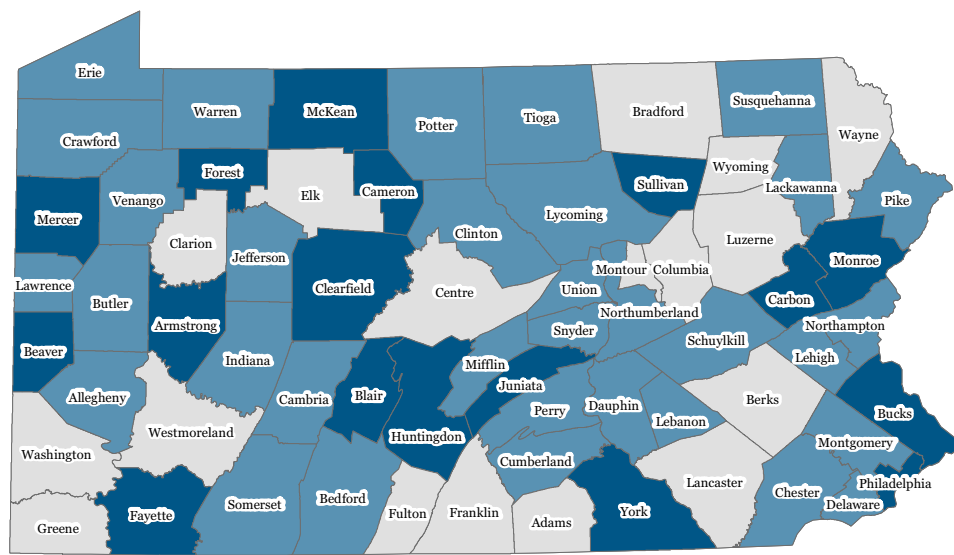 Erie
Warren
McKean
Potter
Tioga
Bradford
Susquehanna
Wayne
Crawford
Forest
Elk
Cameron
Sullivan
Wyoming
Lackawanna
Pike
Mercer
Venango
Clarion
Jefferson
Clinton
Lycoming
Luzerne
Monroe
Lawrence
Butler
Clearfield
Centre
Union
Montour
Columbia
Carbon
Beaver
Armstrong
Indiana
Snyder
Northumberland
Schuylkill
Northampton
Lehigh
Allegheny
Cambria
Blair
Huntingdon
Mifflin
Juniata
Perry
Dauphin
Lebanon
Berks
Bucks
Washington
Westmoreland
Cumberland
Montgomery
Greene
Fayette
Somerset
Bedford
Fulton
Franklin
Adams
York
Lancaster
Chester
Delaware
Philadelphia